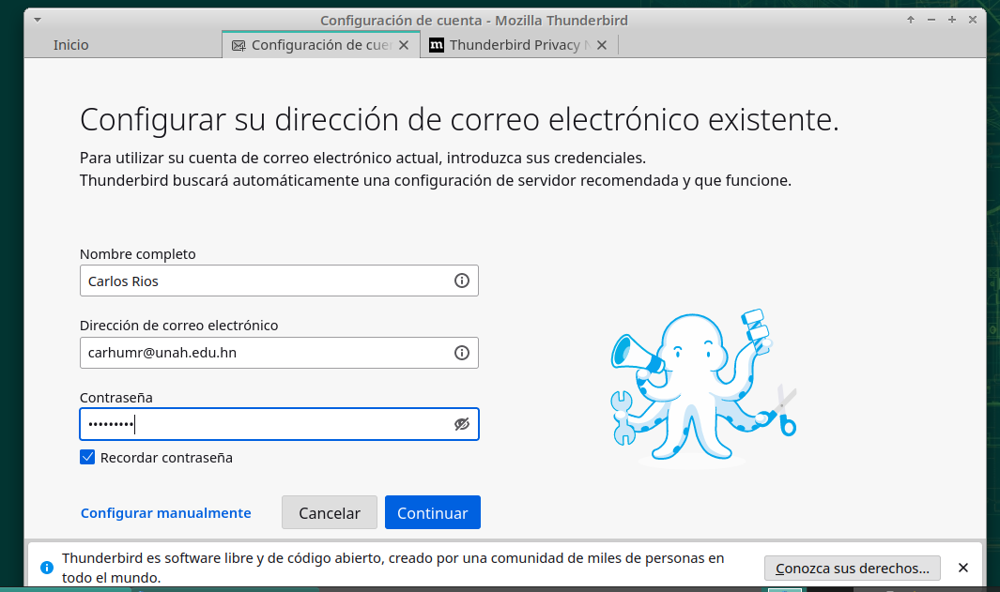 Configuración de cuenta - Mozilla Thunderbird
Inicio
Configuración de cue
m Thunderbird Privacy
Configurar su dirección de correo electrónico existente.
Para utilizar su cuenta de correo electrónico actual, introduzca sus credenciales.
Thunderbird buscará automáticamente una configuración de servidor recomendada y que funcione.
Nombre completo
Carlos Rios
Dirección de correo electrónico
carhumr@unah.edu.hn
Contraseña
•••••••••
Recordar contraseña
Configurar manualmente
Cancelar
Continuar
Thunderbird es software libre y de código abierto, creado por una comunidad de miles de personas en
todo el mundo.
Conozca sus derechos...